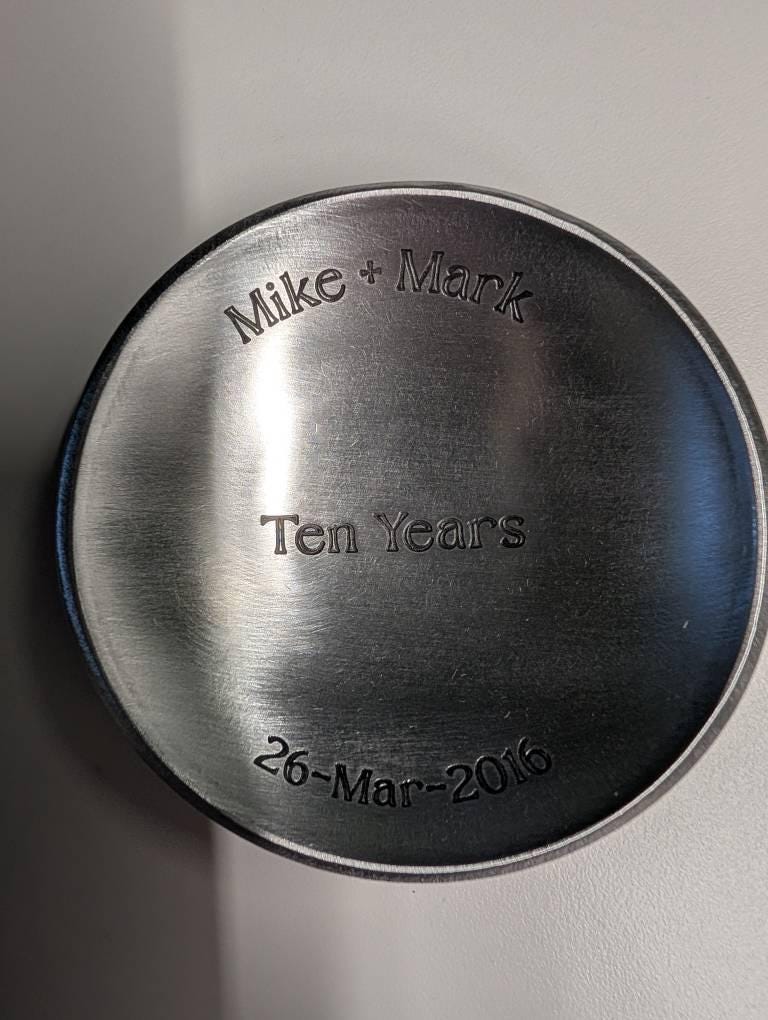 Mike + Mark
Ten Years
26-Mar-2016